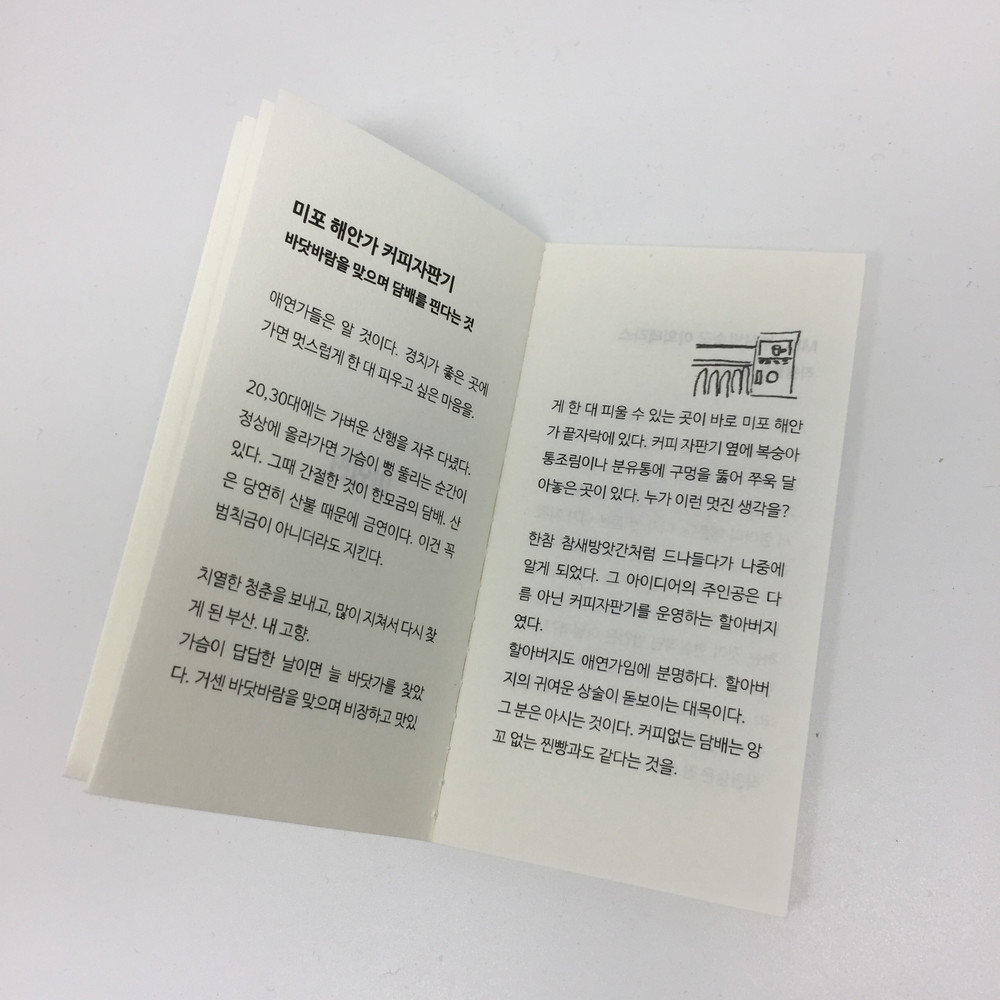 미포 해안가 커피자판기
바닷바람을 맞으며 담배를 핀다는 것
애연가들은 알 것이다. 경치가 좋은 곳에
가면 멋스럽게 한 대 피우고 싶은 마음을.
20,30대에는 가벼운 산행을 자주 다녔다.
정상에 올라가면 가슴이 뻥 뚤리는 순간이
있다. 그때 간절한 것이 한모금의 담배. 산
은 당연히 산불 때문에 금연이다. 이건 꼭
범칙금이 아니더라도 지킨다.
치열한 청춘을 보내고, 많이 지쳐서 다시 찾
게 된 부산. 내 고향.
가슴이 답답한 날이면 늘 바닷가를 찾았
다. 거센 바닷바람을 맞으며 비장하고 맛있
게 한 대 피울 수 있는 곳이 바로 미포 해안
가 끝자락에 있다. 커피 자판기 옆에 복숭아
통조림이나 분유통에 구멍을 뚫어 쭈욱 달
아놓은 곳이 있다. 누가 이런 멋진 생각을?
한참 참새방앗간처럼 드나들다가 나중에
알게 되었다. 그 아이디어의 주인공은 다
름 아닌 커피자판기를 운영하는 할아버지
였다.
할아버지도 애연가임에 분명하다. 할아버
지의 귀여운 상술이 돋보이는 대목이다.
그 분은 아시는 것이다. 커피없는 담배는 앙
꼬 없는 찐빵과도 같다는 것을.